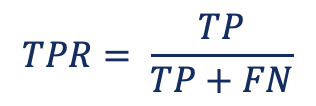 TPR = TP / TP + FN